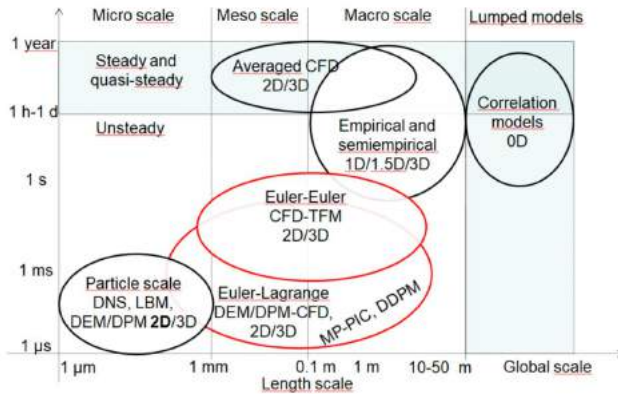 Micro scale
Meso scale
Macro scale
Lumped models
1 year
Steady and
quasi-steady
Averaged CFD
2D/3D
1 h-1 d
Unsteady
Empirical and
semiempirical
1D/1.5D/3D
Correlation
models
0D
1 s
Euler-Euler
CFD-TFM
2D/3D
1 ms
Particle scale
DNS, LBM,
DEM/DPM 2D/3D
Euler-Lagrange
DEM/DPM-CFD,
2D/3D
MP-PIC, DDPM
1 µs
1 µm
1 mm
0.1 m
1 m
10-50 m
Global scale
Length scale